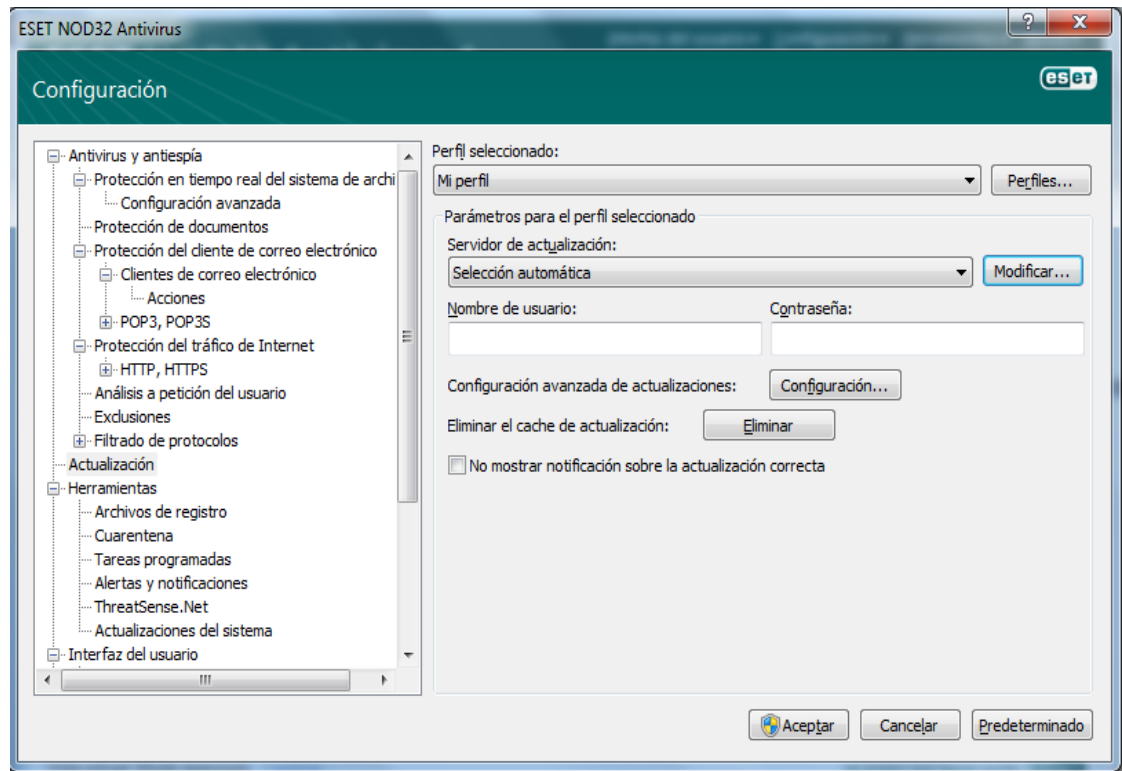 ESET NOD32 Antivirus
?
X
Configuración
eseT
Antivirus y antiespía
Protección en tiempo real del sistema de archi
Configuración avanzada
Protección de documentos
Protección del cliente de correo electrónico
Clientes de correo electrónico
Acciones
POP3, POP3S
Protección del tráfico de Internet
HTTP, HTTPS
Análisis a petición del usuario
Exclusiones
Filtrado de protocolos
Actualización
Herramientas
Archivos de registro
Cuarentena
Tareas programadas
Alertas y notificaciones
ThreatSense.Net
Actualizaciones del sistema
Interfaz del usuario
Perfil seleccionado:
Mi perfil
Perfiles...
Parámetros para el perfil seleccionado
Servidor de actualización:
Selección automática
Modificar...
Nombre de usuario:
Contraseña:
Configuración avanzada de actualizaciones:
Configuración...
Eliminar el cache de actualización:
Eliminar
No mostrar notificación sobre la actualización correcta
Aceptar
Cancelar
Predeterminado